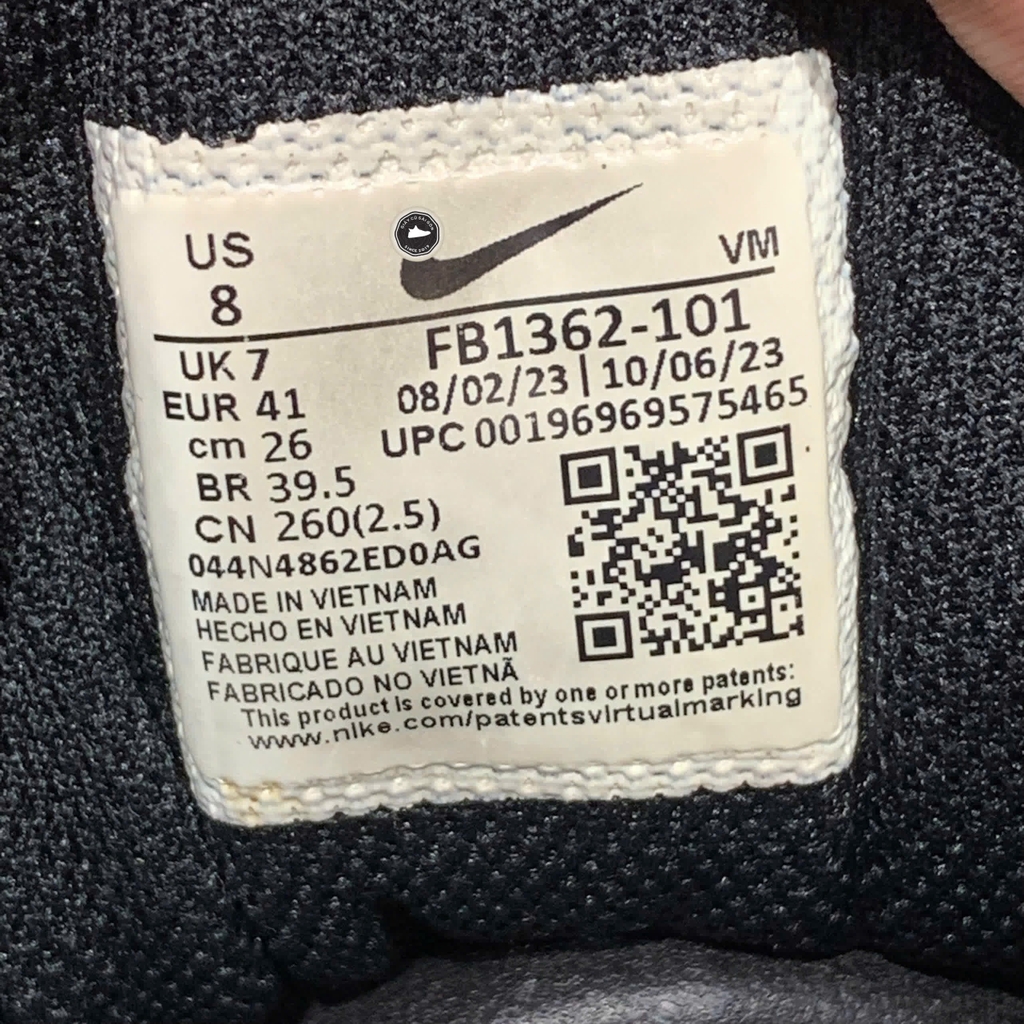 US
8
VM
UK 7
EUR 41
cm 26
BR 39.5
CN 260(2.5)
FB1362-101
08/02/23 | 10/06/23
UPC 00196969575465
044N4862ED0AG
MADE IN VIETNAM
HECHO EN VIETNAM
FABRIQUE AU VIETNAM
FABRICADO NO VIETNÃ
This product is covered by one or more patents:
www.nike.com/patentsvirtualmarking